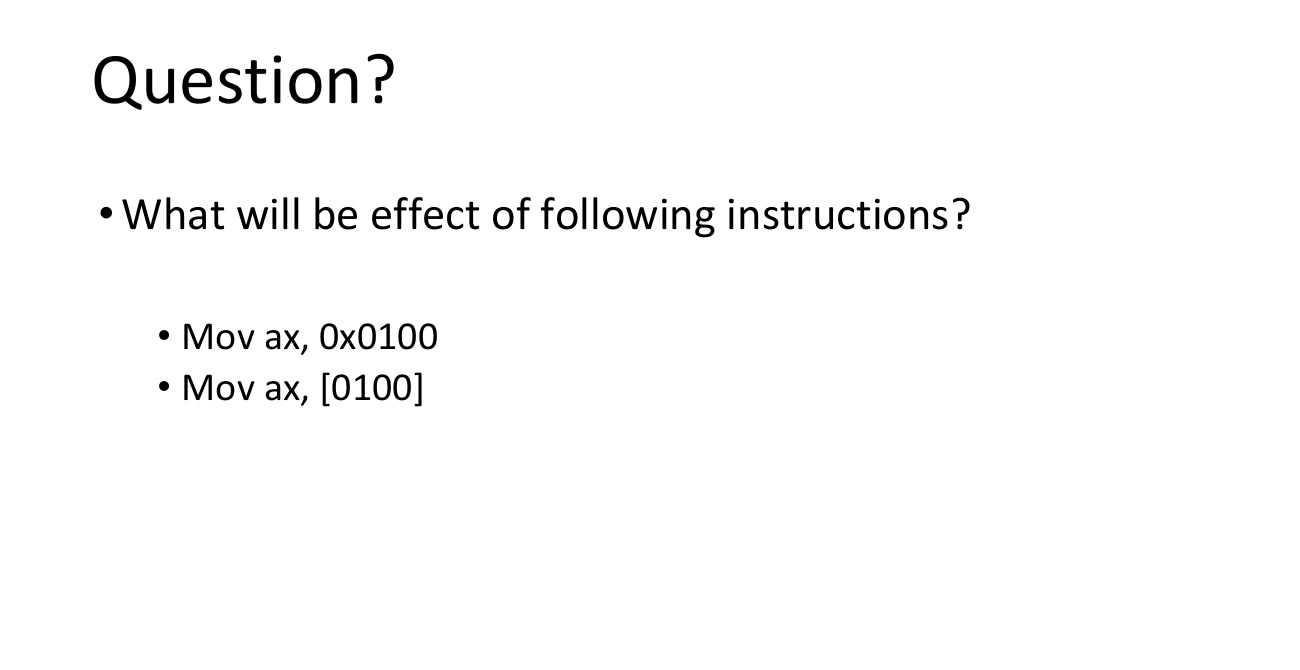 Question?
• What will be effect of following instructions?
• Mov ax, 0x0100
• Mov ax, [0100]